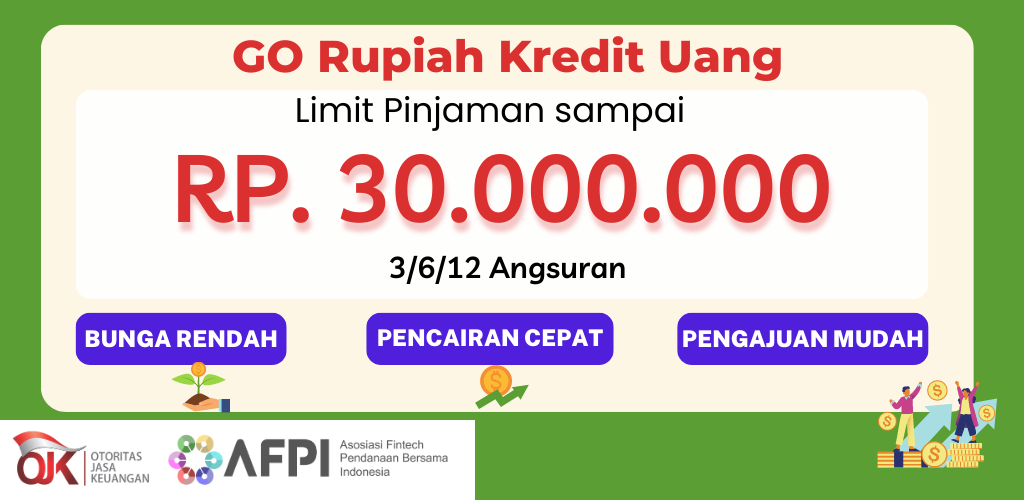 GO Rupiah Kredit Uang
Limit Pinjaman sampai
RP. 30.000.000
3/6/12 Angsuran
BUNGA RENDAH
PENCAIRAN CEPAT
PENGAJUAN MUDAH
OJK
OTORITAS
JASA
KEUANGAN
AFPI
Asosiasi Fintech
Pendanaan Bersama
Indonesia